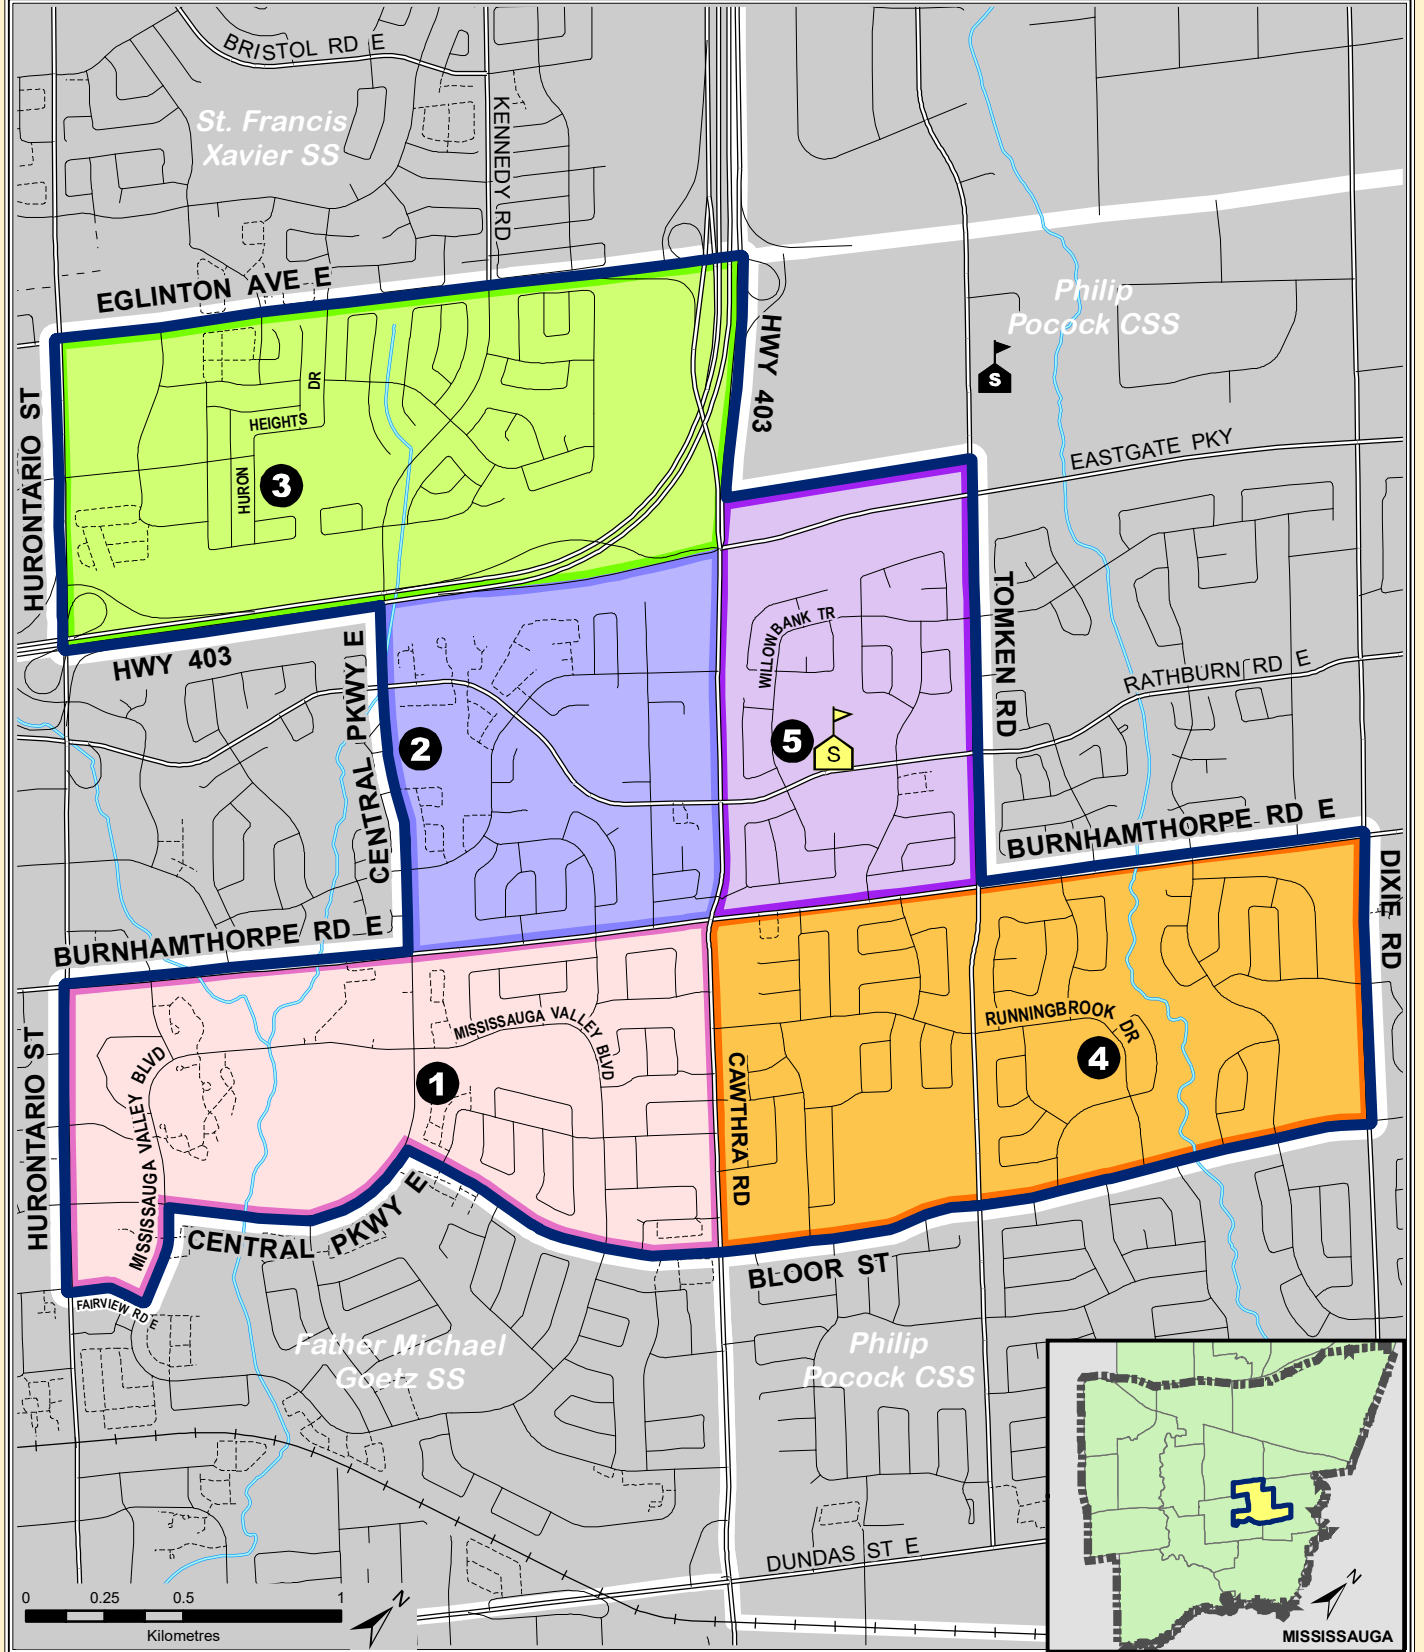 BRISTOL RD E
KENNEDY RD
St. Francis
Xavier SS
EGLINTON AVE E
HWY 403
Philip
Pocock CSS
S
HURONTARIO ST
DR
HEIGHTS
HURON
3
EASTGATE PKY
TOMKEN RD
WILLOWBANK TR
RATHBURN RD E
HWY 403
CENTRAL PKWY E
2
5
S
BURNHAMTHORPE RD E
DIXIE RD
BURNHAMTHORPE RD E
HURONTARIO ST
MISSISSAUGA VALLEY BLVD
MISSISSAUGA VALLEY BLVD
1
RUNNINGBROOK DR
4
CAWTHRA RD
CENTRAL PKWY E
BLOOR ST
FAIRVIEW RD E
Father Michael
Goetz SS
Philip
Pocock CSS
DUNDAS ST E
0 0.25 0.5 1
Kilometres
N
N
MISSISSAUGA